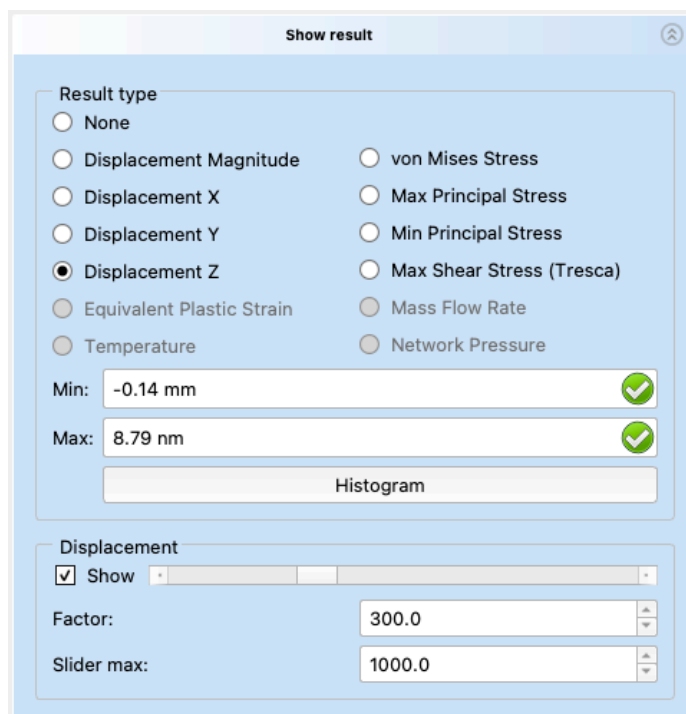 Show result
Result type
None
Displacement Magnitude
von Mises Stress
Displacement X
Max Principal Stress
Displacement Y
Min Principal Stress
Displacement Z
Max Shear Stress (Tresca)
Equivalent Plastic Strain
Mass Flow Rate
Temperature
Network Pressure
Min: -0.14 mm
Max: 8.79 nm
Histogram
Displacement
Show
Factor: 300.0
Slider max: 1000.0